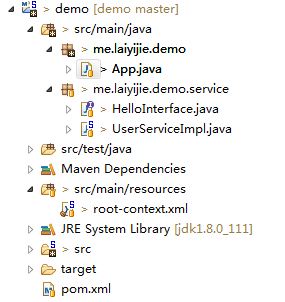 > demo [demo master]
> src/main/java
> me.laiyijie.demo
> App.java
> me.laiyijie.demo.service
> HelloInterface.java
> UserServiceImpl.java
src/test/java
Maven Dependencies
> src/main/resources
> root-context.xml
JRE System Library [jdk1.8.0_111]
> src
target
pom.xml